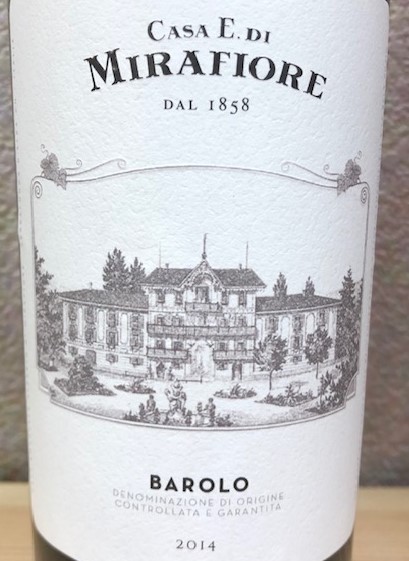 CASA E. DI
MIRAFIORE
DAL 1858
BAROLO
DENOMINAZIONE DI ORIGINE
CONTROLLATA E GARANTITA
2014